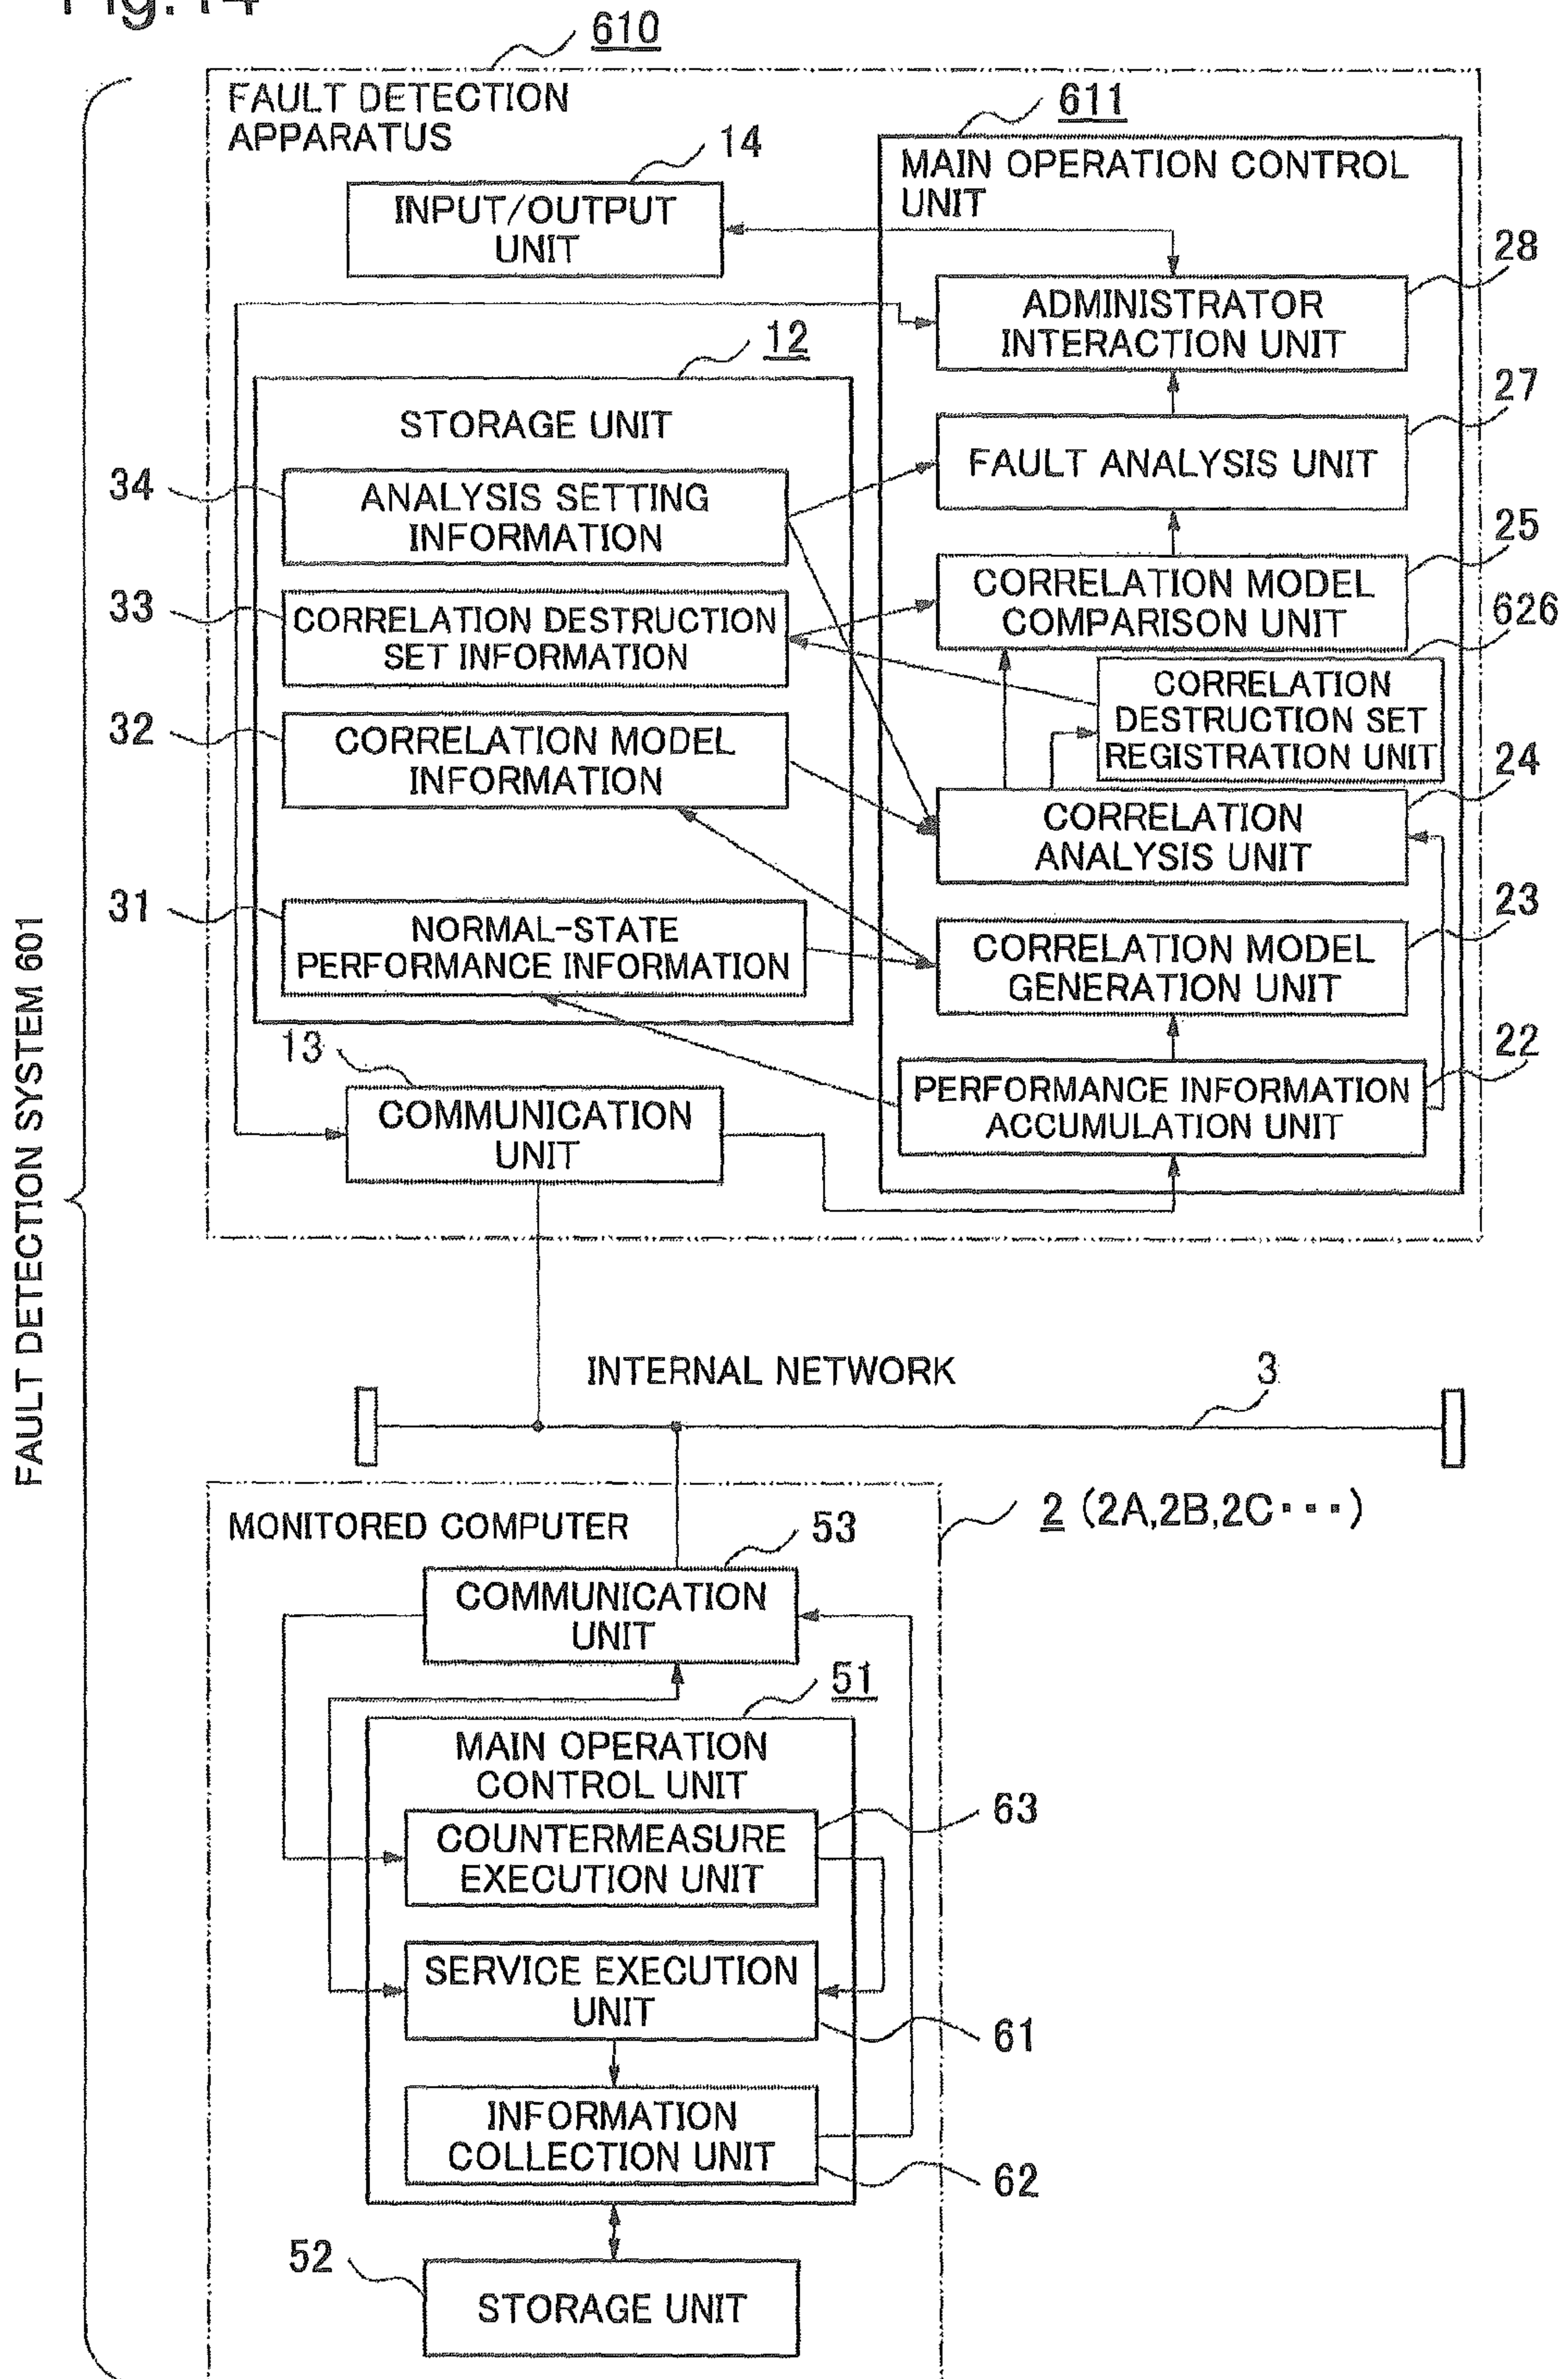 Fig.14
610
FAULT DETECTION
APPARATUS
611
14
MAIN OPERATION CONTROL
UNIT
INPUT/OUTPUT
UNIT
28
ADMINISTRATOR
INTERACTION UNIT
12
27
STORAGE UNIT
FAULT ANALYSIS UNIT
34
ANALYSIS SETTING
INFORMATION
25
CORRELATION MODEL
COMPARISON UNIT
33
CORRELATION DESTRUCTION
SET INFORMATION
626
CORRELATION
DESTRUCTION SET
REGISTRATION UNIT
32
CORRELATION MODEL
INFORMATION
24
CORRELATION
ANALYSIS UNIT
31
NORMAL-STATE
PERFORMANCE INFORMATION
23
CORRELATION MODEL
GENERATION UNIT
13
COMMUNICATION
UNIT
22
PERFORMANCE INFORMATION
ACCUMULATION UNIT
FAULT DETECTION SYSTEM 601
INTERNAL NETWORK
3
MONITORED COMPUTER
2 (2A,2B,2C･･･)
53
COMMUNICATION
UNIT
51
MAIN OPERATION
CONTROL UNIT
63
COUNTERMEASURE
EXECUTION UNIT
SERVICE EXECUTION
UNIT
61
INFORMATION
COLLECTION UNIT
62
52
STORAGE UNIT